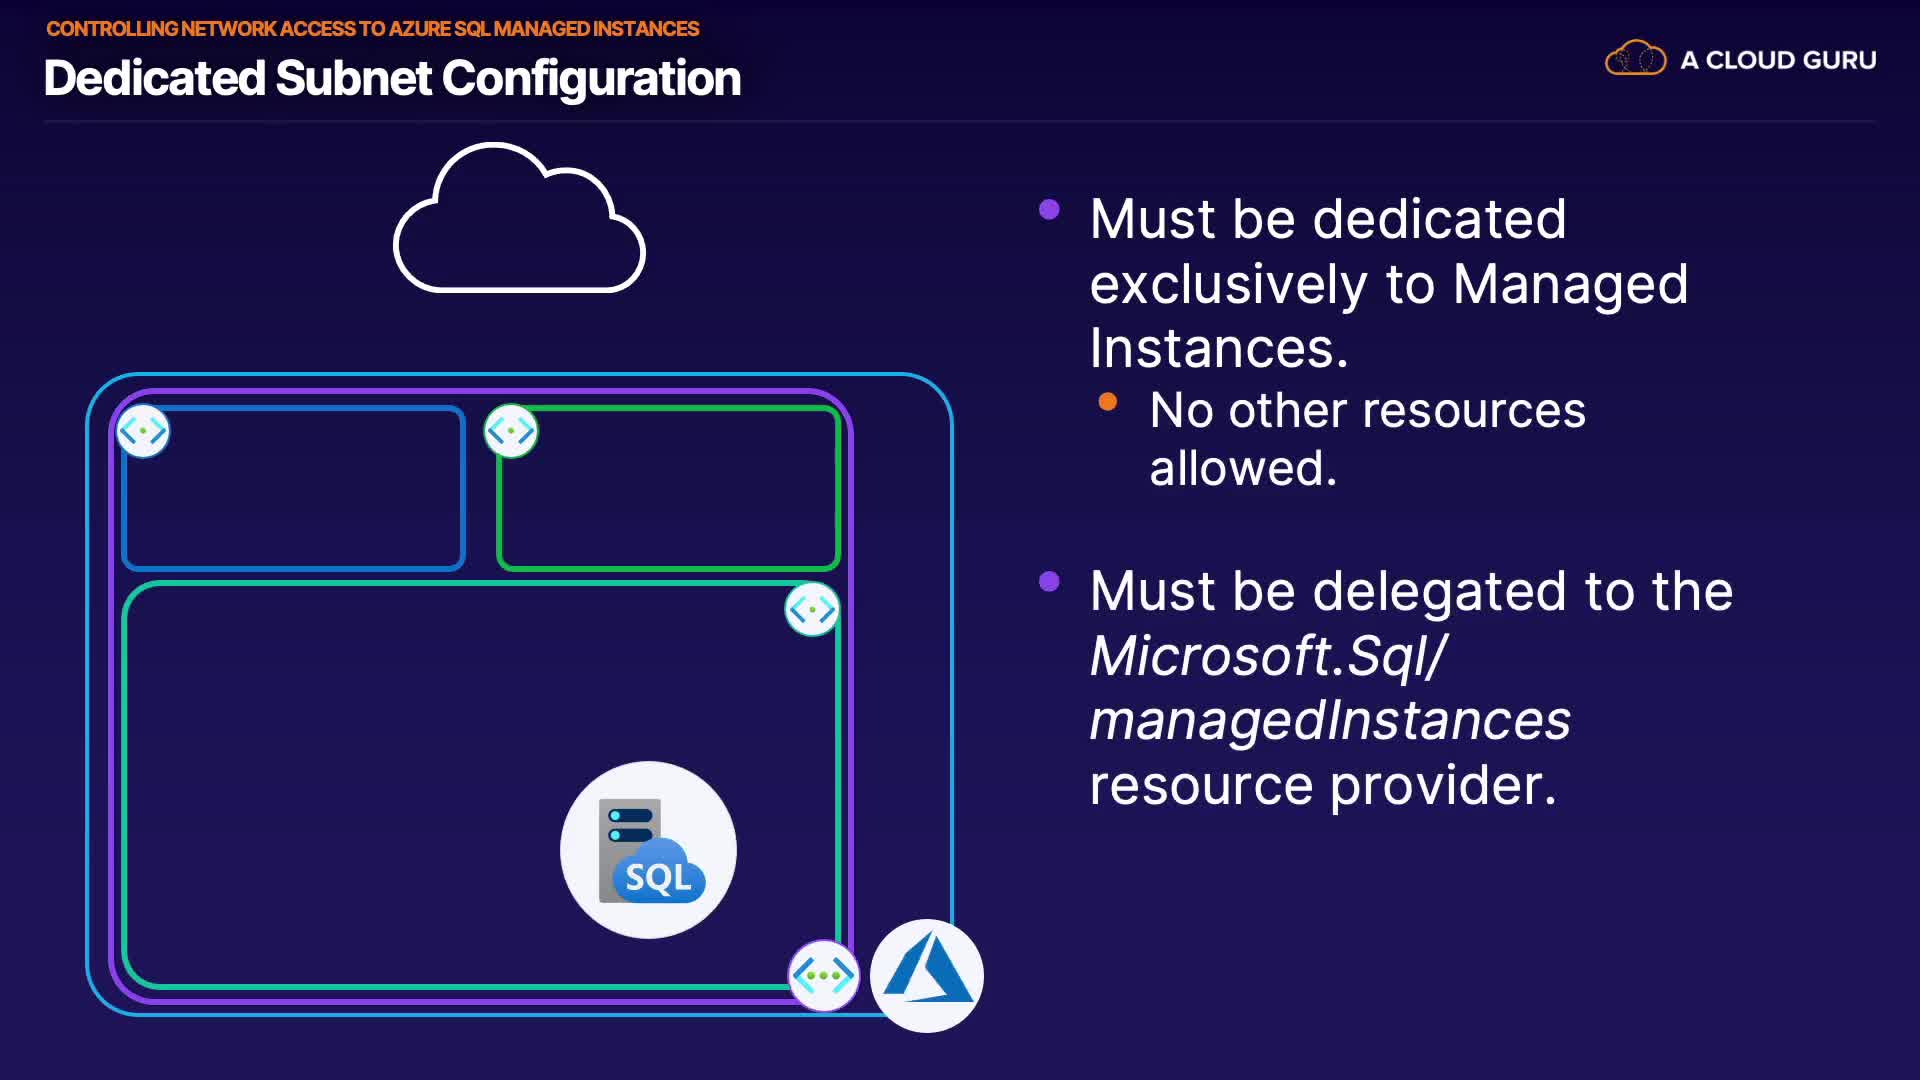 CONTROLLING NETWORK ACCESS TO AZURE SQL MANAGED INSTANCES
Dedicated Subnet Configuration
A CLOUD GURU
Must be dedicated
exclusively to Managed
Instances.
No other resources
allowed.
Must be delegated to the
Microsoft.Sql/
managedInstances
resource provider.
SQL